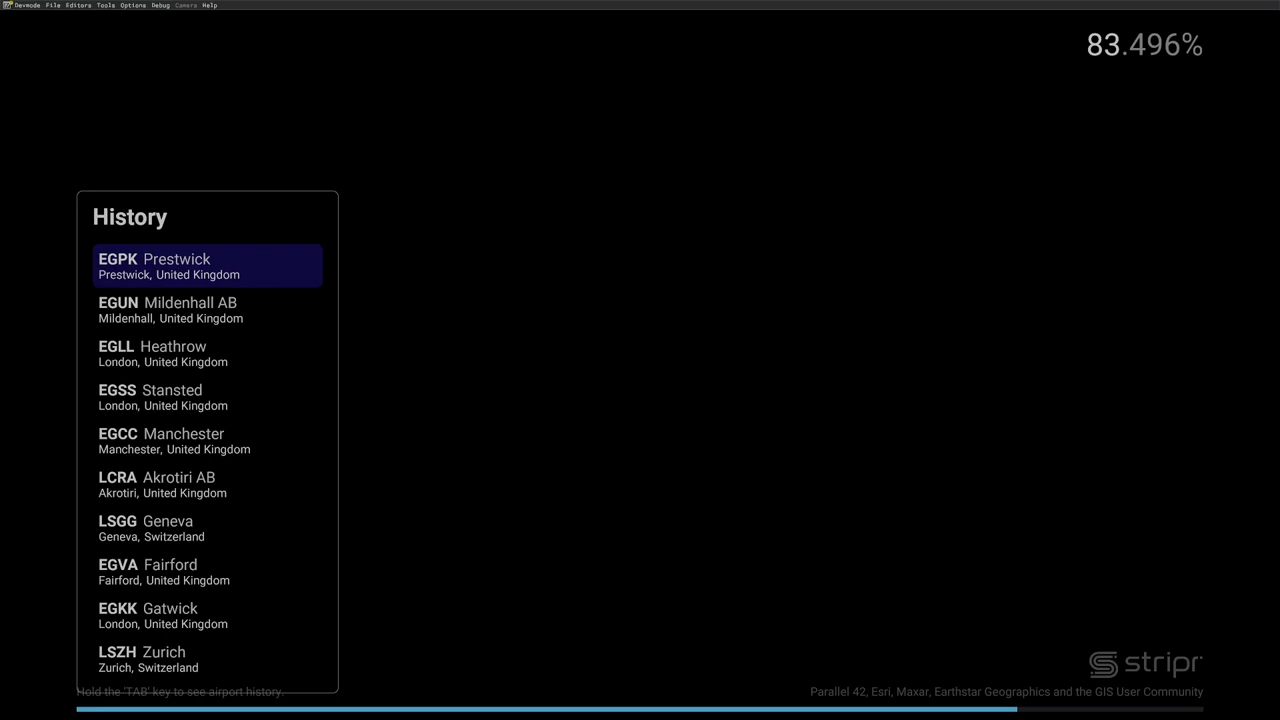 Devmode File Editors Tools Options Debug Camera Help
83.496%
History
EGPK Prestwick
Prestwick, United Kingdom
EGUN Mildenhall AB
Mildenhall, United Kingdom
EGLL Heathrow
London, United Kingdom
EGSS Stansted
London, United Kingdom
EGCC Manchester
Manchester, United Kingdom
LCRA Akrotiri AB
Akrotiri, United Kingdom
LSGG Geneva
Geneva, Switzerland
EGVA Fairford
Fairford, United Kingdom
EGKK Gatwick
London, United Kingdom
LSZH Zurich
Zurich, Switzerland
stripr
Hold the 'TAB' key to see airport history.
Parallel 42, Esri, Maxar, Earthstar Geographics and the GIS User Community